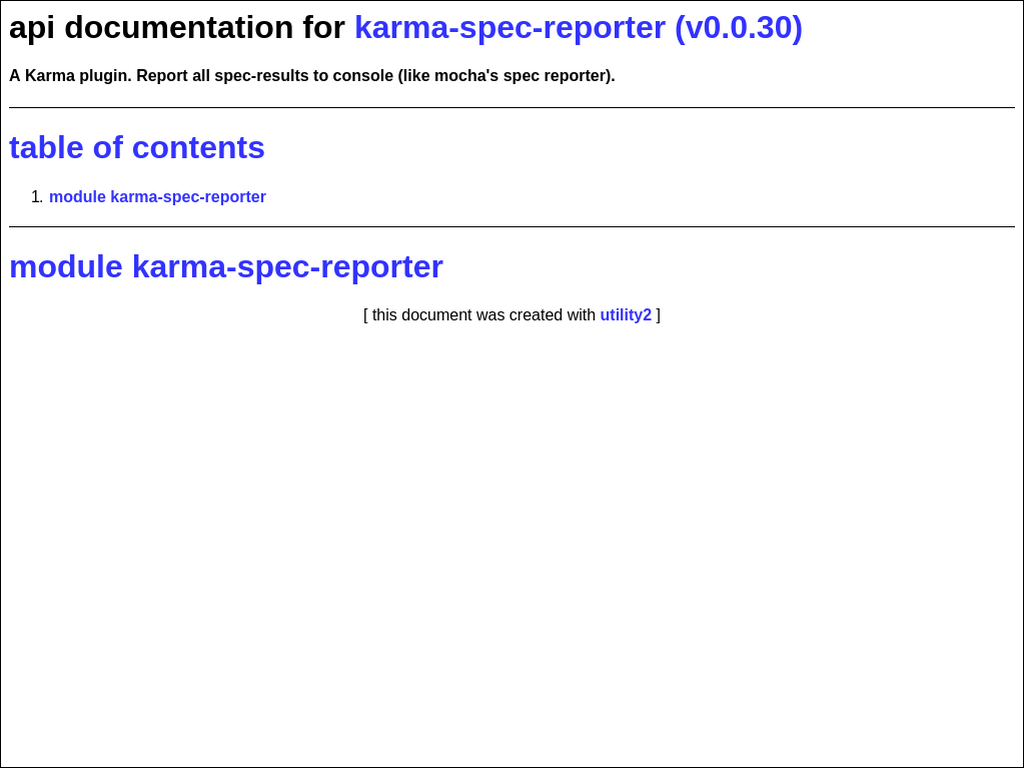 api documentation for karma-spec-reporter (v0.0.30)
A Karma plugin. Report all spec-results to console (like mocha's spec reporter).
table of contents
1. module karma-spec-reporter
module karma-spec-reporter
[ this document was created with utility2 ]